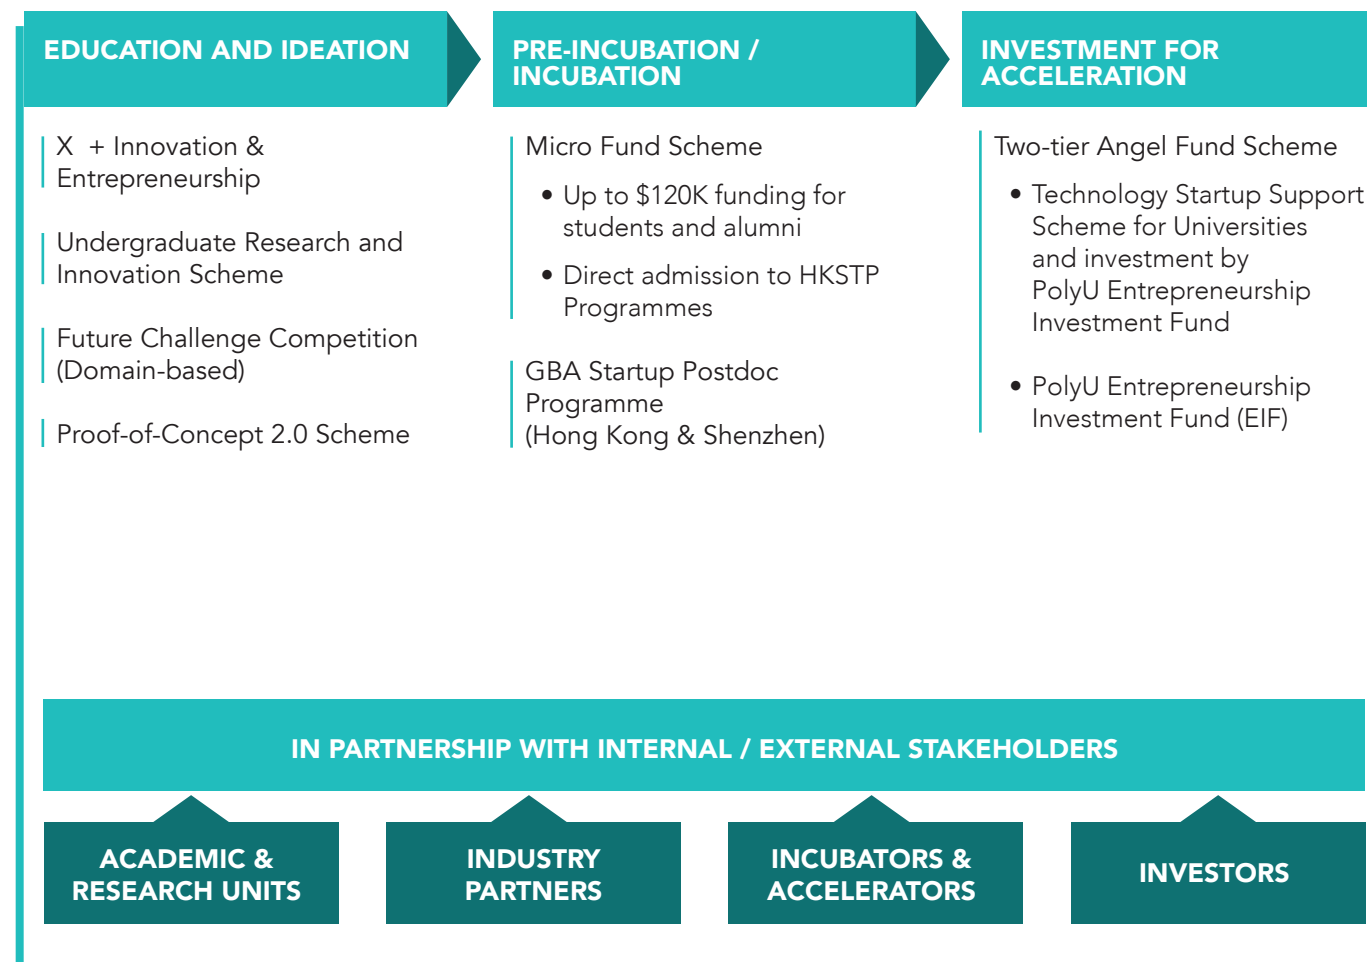 EDUCATION AND IDEATION
X + Innovation &
Entrepreneurship
Undergraduate Research and
Innovation Scheme
Future Challenge Competition
(Domain-based)
Proof-of-Concept 2.0 Scheme
PRE-INCUBATION /
INCUBATION
Micro Fund Scheme
• Up to $120K funding for
students and alumni
• Direct admission to HKSTP
Programmes
GBA Startup Postdoc
Programme
(Hong Kong & Shenzhen)
INVESTMENT FOR
ACCELERATION
Two-tier Angel Fund Scheme
• Technology Startup Support
Scheme for Universities
and investment by
PolyU Entrepreneurship
Investment Fund
• PolyU Entrepreneurship
Investment Fund (EIF)
IN PARTNERSHIP WITH INTERNAL / EXTERNAL STAKEHOLDERS
ACADEMIC &
RESEARCH UNITS
INDUSTRY
PARTNERS
INCUBATORS &
ACCELERATORS
INVESTORS